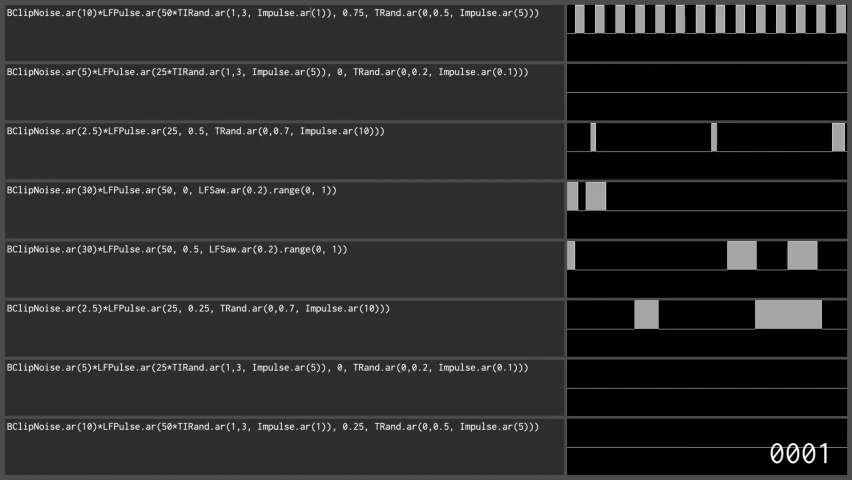 BClipNoise.ar(10)*LFPulse.ar(50*TIRand.ar(1,3, Impulse.ar(1)), 0.75, TRand.ar(0,0.5, Impulse.ar(5)))
BClipNoise.ar(5)*LFPulse.ar(25*TIRand.ar(1,3, Impulse.ar(5)), 0, TRand.ar(0,0.2, Impulse.ar(0.1)))
BClipNoise.ar(2.5)*LFPulse.ar(25, 0.5, TRand.ar(0,0.7, Impulse.ar(10)))
BClipNoise.ar(30)*LFPulse.ar(50, 0, LFSaw.ar(0.2).range(0, 1))
BClipNoise.ar(30)*LFPulse.ar(50, 0.5, LFSaw.ar(0.2).range(0, 1))
BClipNoise.ar(2.5)*LFPulse.ar(25, 0.25, TRand.ar(0,0.7, Impulse.ar(10)))
BClipNoise.ar(5)*LFPulse.ar(25*TIRand.ar(1,3, Impulse.ar(5)), 0, TRand.ar(0,0.2, Impulse.ar(0.1)))
BClipNoise.ar(10)*LFPulse.ar(50*TIRand.ar(1,3, Impulse.ar(1)), 0.25, TRand.ar(0,0.5, Impulse.ar(5)))
0001